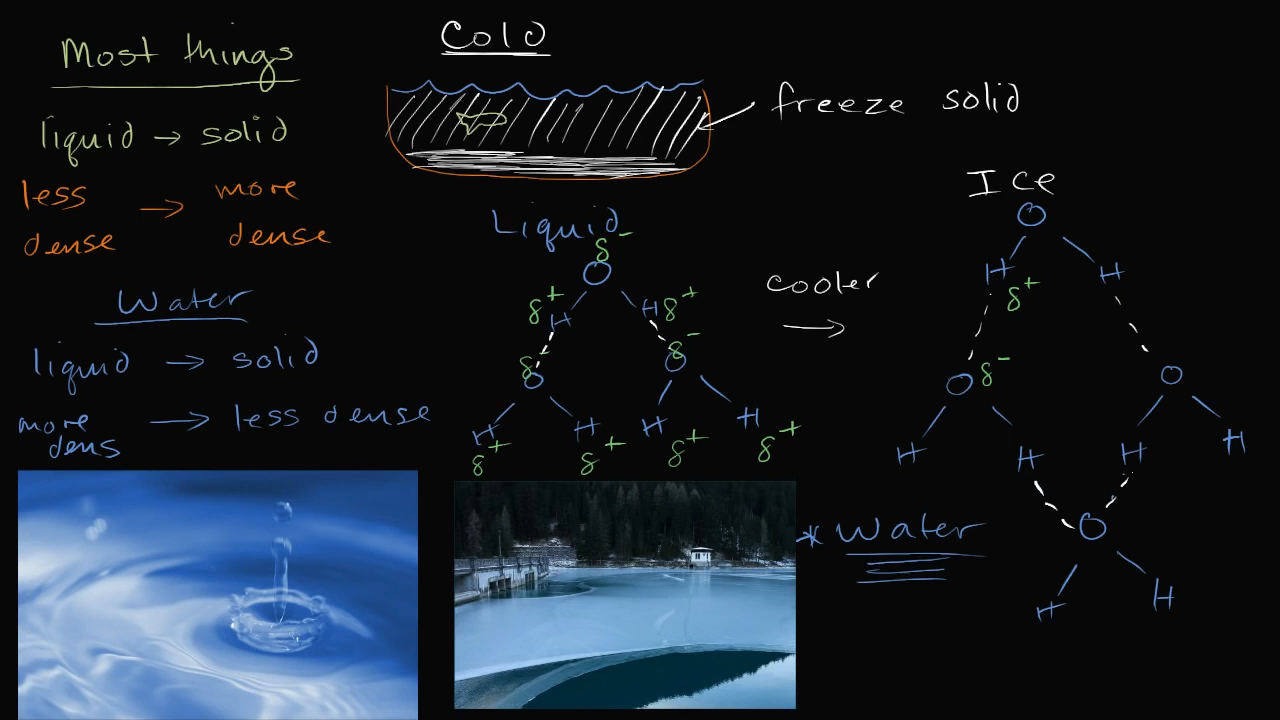 Most things
liquid → solid
less dense → more dense
Water
liquid → solid
more dens → less dense
Cold
freeze solid
Liquid
δ⁻
O
δ⁺ H H δ⁺
δ⁻ O δ⁻ O
H H H H
δ⁺ δ⁺ δ⁺ δ⁺
cooler
→
Ice
O
H δ⁺ H
O δ⁻ O
H H H H
O
H H
* Water